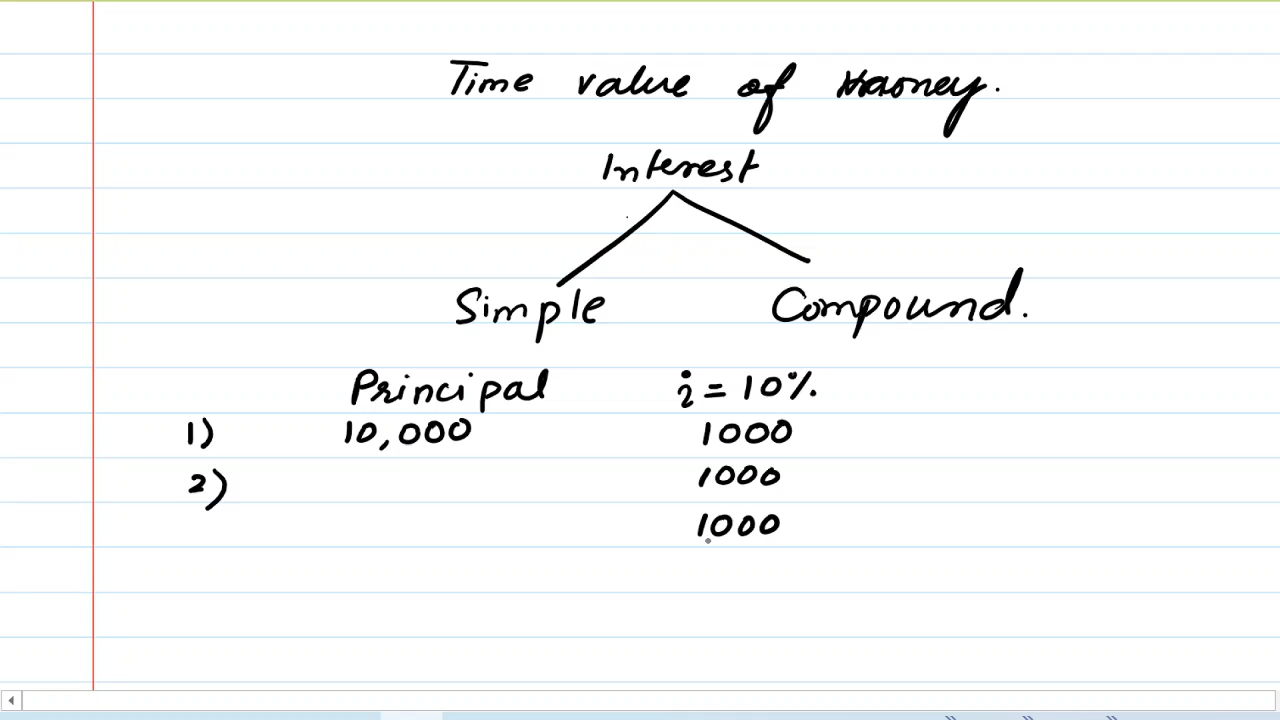 Time value of Money.
Interest
Simple Compound.
Principal i = 10%.
1) 10,000 1000
2) 1000
1000